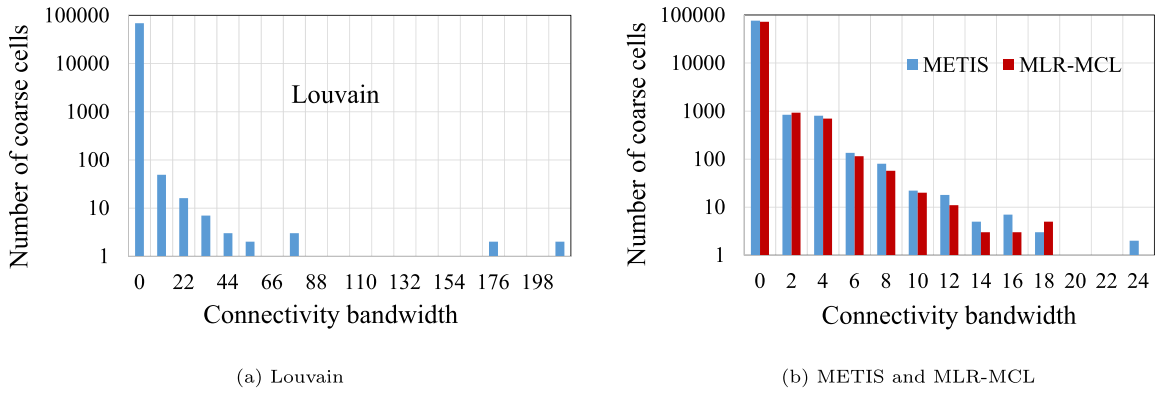 Number of coarse cells
100000
10000
1000
100
10
1
Louvain
0 22 44 66 88 110 132 154 176 198
Connectivity bandwidth
(a) Louvain
Number of coarse cells
100000
10000
1000
100
10
1
METIS MLR-MCL
0 2 4 6 8 10 12 14 16 18 20 22 24
Connectivity bandwidth
(b) METIS and MLR-MCL